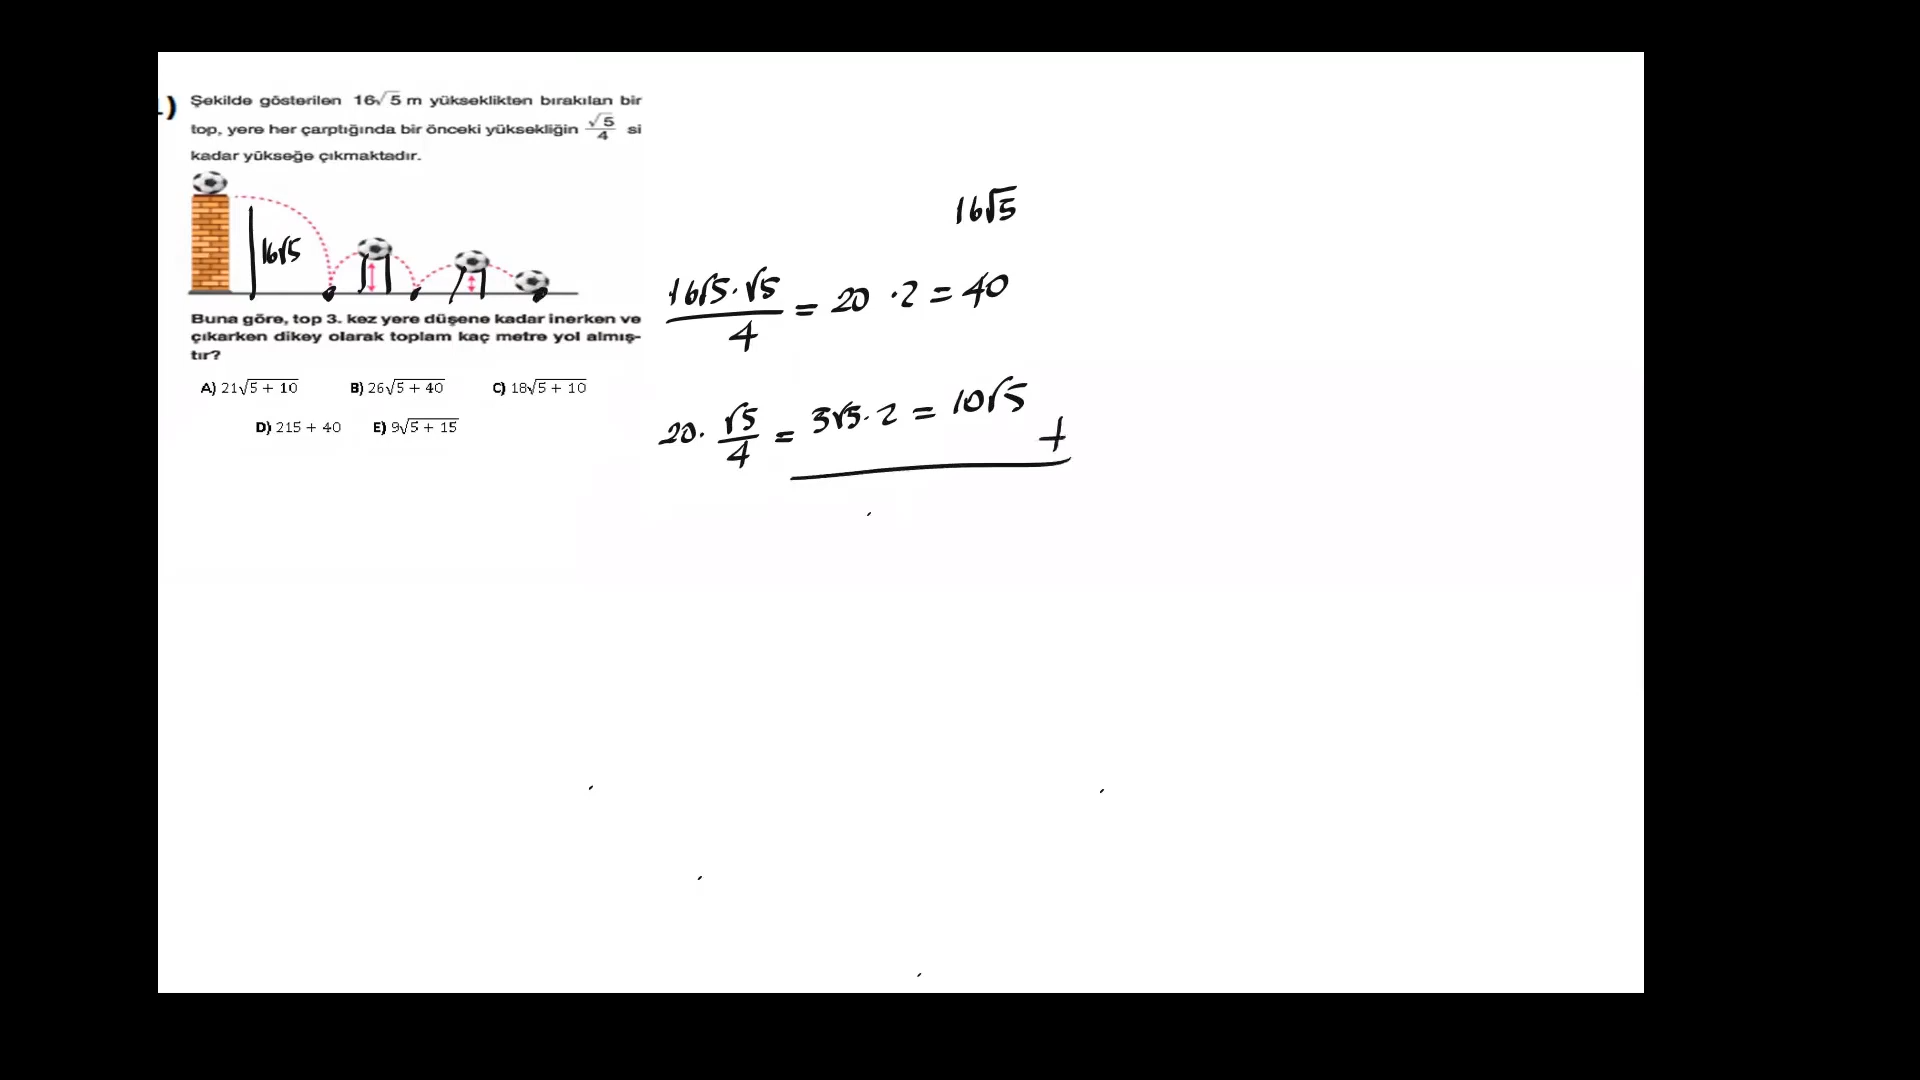 .)
Şekilde gösterilen 16√5 m yükseklikten bırakılan bir
top, yere her çarptığında bir önceki yüksekliğin √5/4 si
kadar yükseğe çıkmaktadır.
16√5
Buna göre, top 3. kez yere düşene kadar inerken ve
çıkarken dikey olarak toplam kaç metre yol almış-
tır?
A) 21√(5 + 10) B) 26√(5 + 40) C) 18√(5 + 10)
D) 215 + 40 E) 9√(5 + 15)
16√5
16√5·√5/4 = 20 ·2 = 40
20· √5/4 = 5√5· 2 = 10√5
+